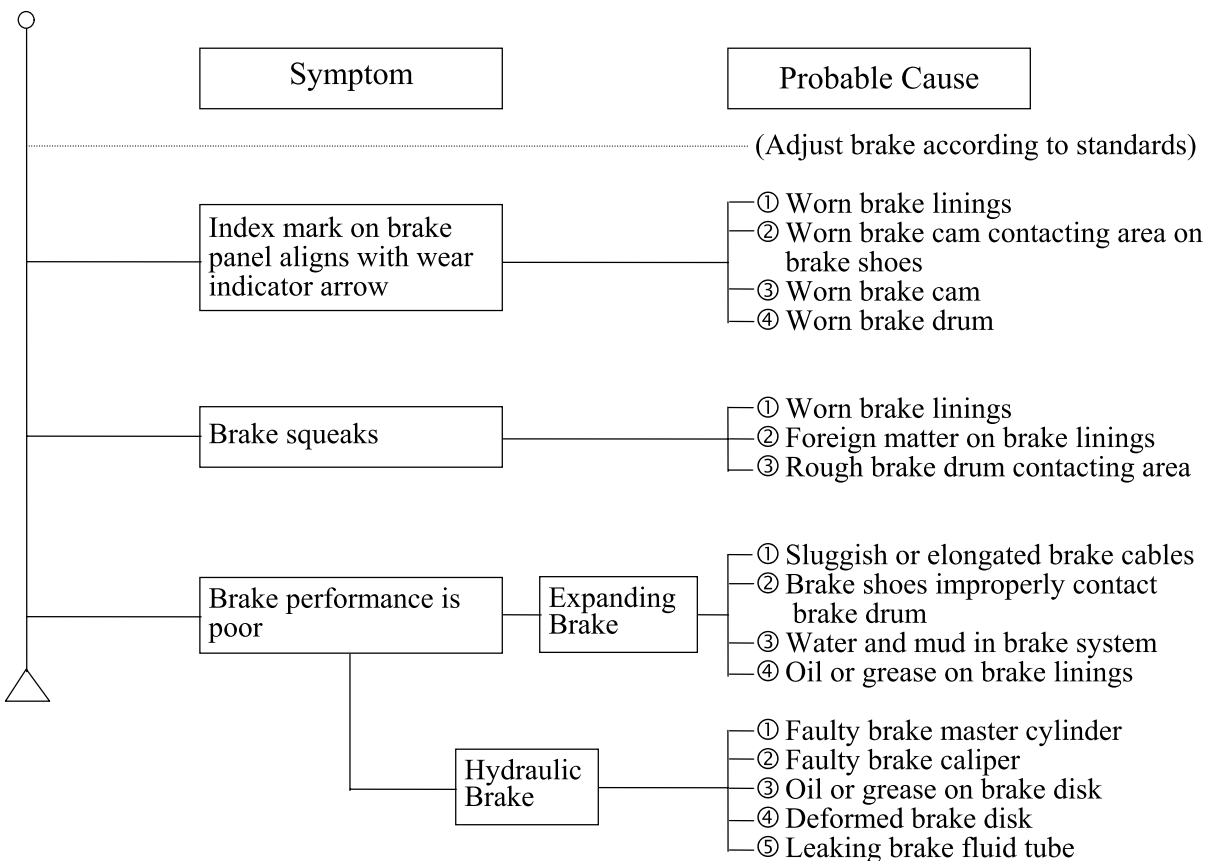 Symptom
Probable Cause
(Adjust brake according to standards)
Index mark on brake
panel aligns with wear
indicator arrow
① Worn brake linings
② Worn brake cam contacting area on
brake shoes
③ Worn brake cam
④ Worn brake drum
Brake squeaks
① Worn brake linings
② Foreign matter on brake linings
③ Rough brake drum contacting area
Brake performance is
poor
Expanding
Brake
① Sluggish or elongated brake cables
② Brake shoes improperly contact
brake drum
③ Water and mud in brake system
④ Oil or grease on brake linings
Hydraulic
Brake
① Faulty brake master cylinder
② Faulty brake caliper
③ Oil or grease on brake disk
④ Deformed brake disk
⑤ Leaking brake fluid tube